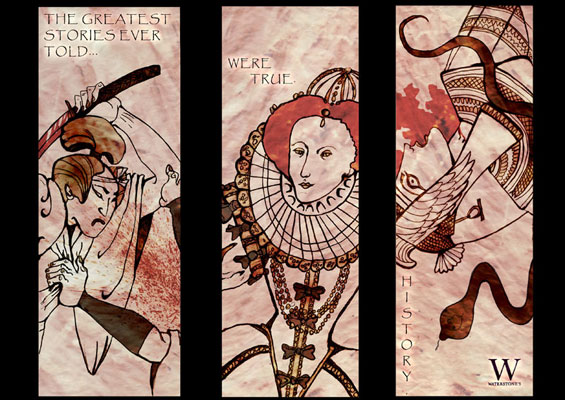 THE GREATEST
STORIES EVER
TOLD...
WERE
TRUE.
HISTORY.
W
WATERSTONE'S